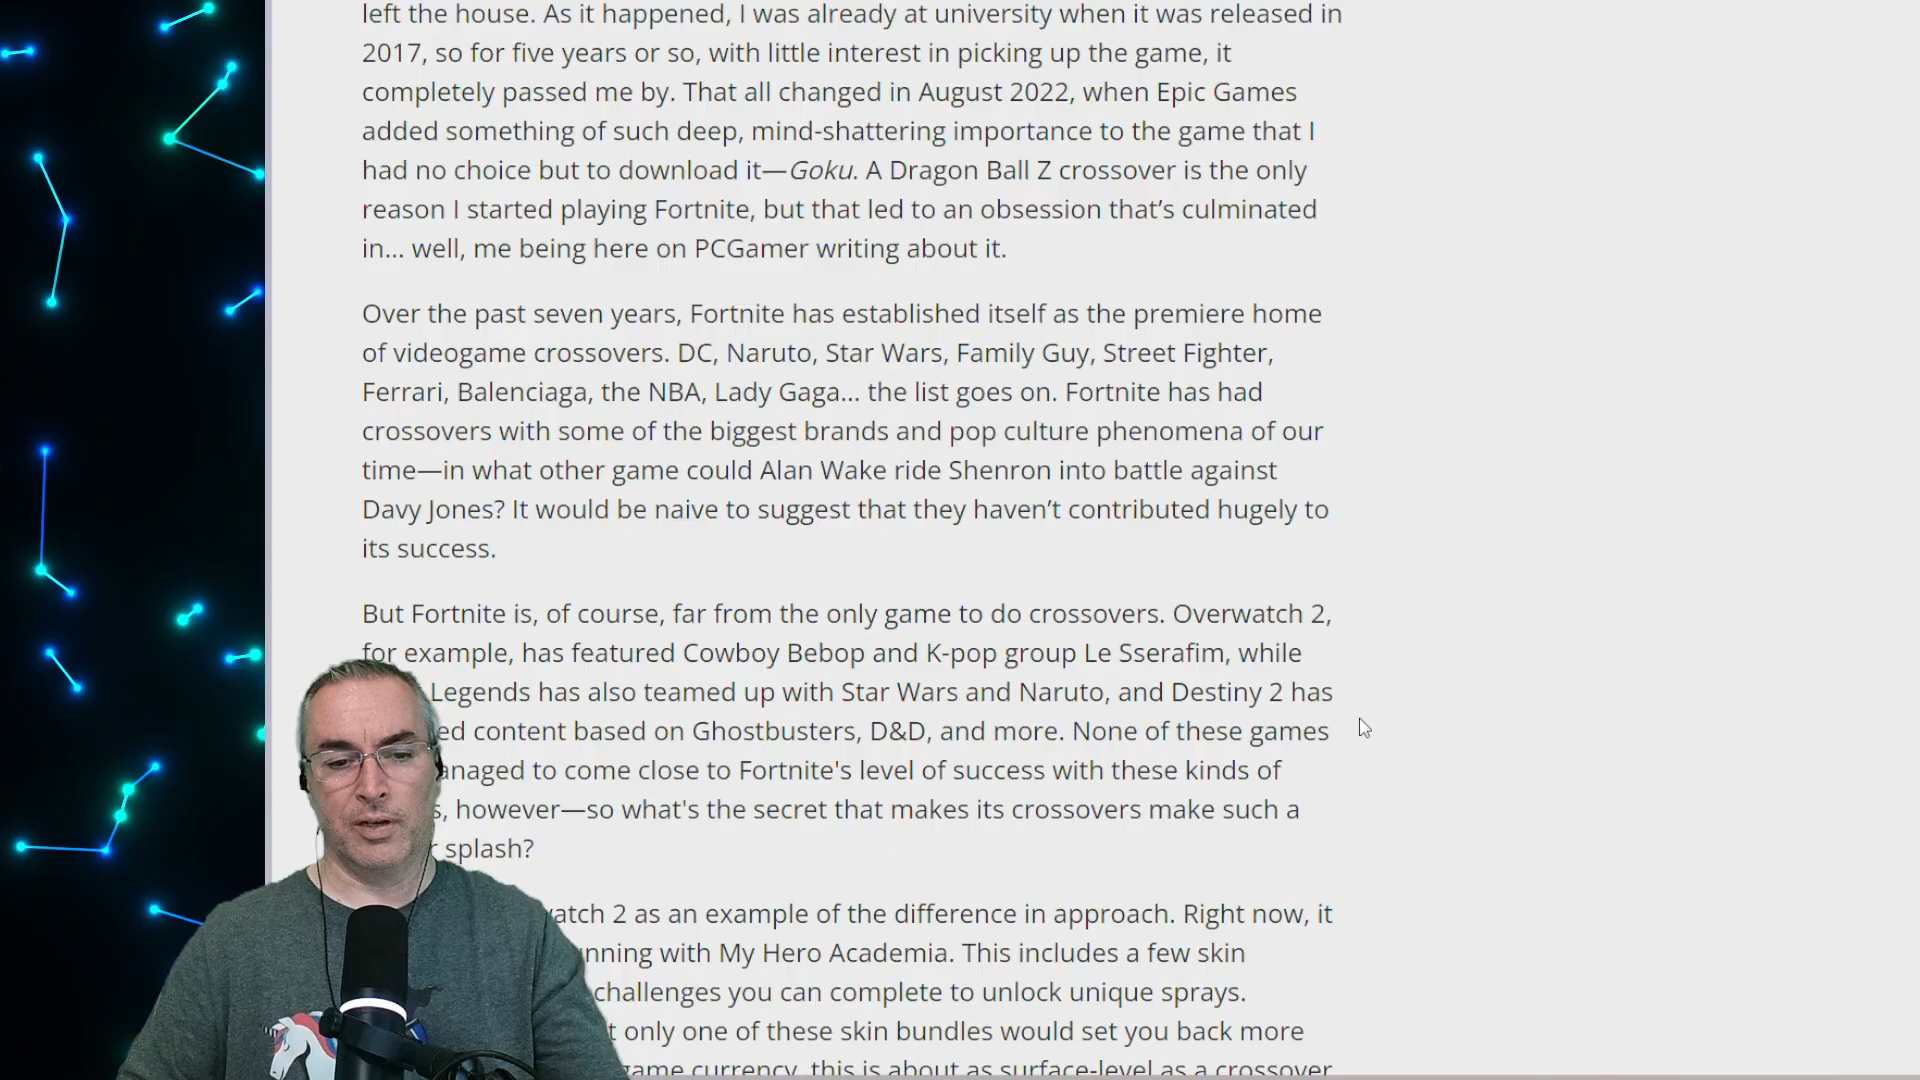 left the house. As it happened, I was already at university when it was released in
2017, so for five years or so, with little interest in picking up the game, it
completely passed me by. That all changed in August 2022, when Epic Games
added something of such deep, mind-shattering importance to the game that I
had no choice but to download it—Goku. A Dragon Ball Z crossover is the only
reason I started playing Fortnite, but that led to an obsession that’s culminated
in... well, me being here on PCGamer writing about it.
Over the past seven years, Fortnite has established itself as the premiere home
of videogame crossovers. DC, Naruto, Star Wars, Family Guy, Street Fighter,
Ferrari, Balenciaga, the NBA, Lady Gaga... the list goes on. Fortnite has had
crossovers with some of the biggest brands and pop culture phenomena of our
time—in what other game could Alan Wake ride Shenron into battle against
Davy Jones? It would be naive to suggest that they haven’t contributed hugely to
its success.
But Fortnite is, of course, far from the only game to do crossovers. Overwatch 2,
for example, has featured Cowboy Bebop and K-pop group Le Sserafim, while
Legends has also teamed up with Star Wars and Naruto, and Destiny 2 has
ed content based on Ghostbusters, D&D, and more. None of these games
anaged to come close to Fortnite's level of success with these kinds of
s, however—so what's the secret that makes its crossovers make such a
splash?
atch 2 as an example of the difference in approach. Right now, it
nning with My Hero Academia. This includes a few skin
challenges you can complete to unlock unique sprays.
t only one of these skin bundles would set you back more
game currency, this is about as surface-level as a crossover